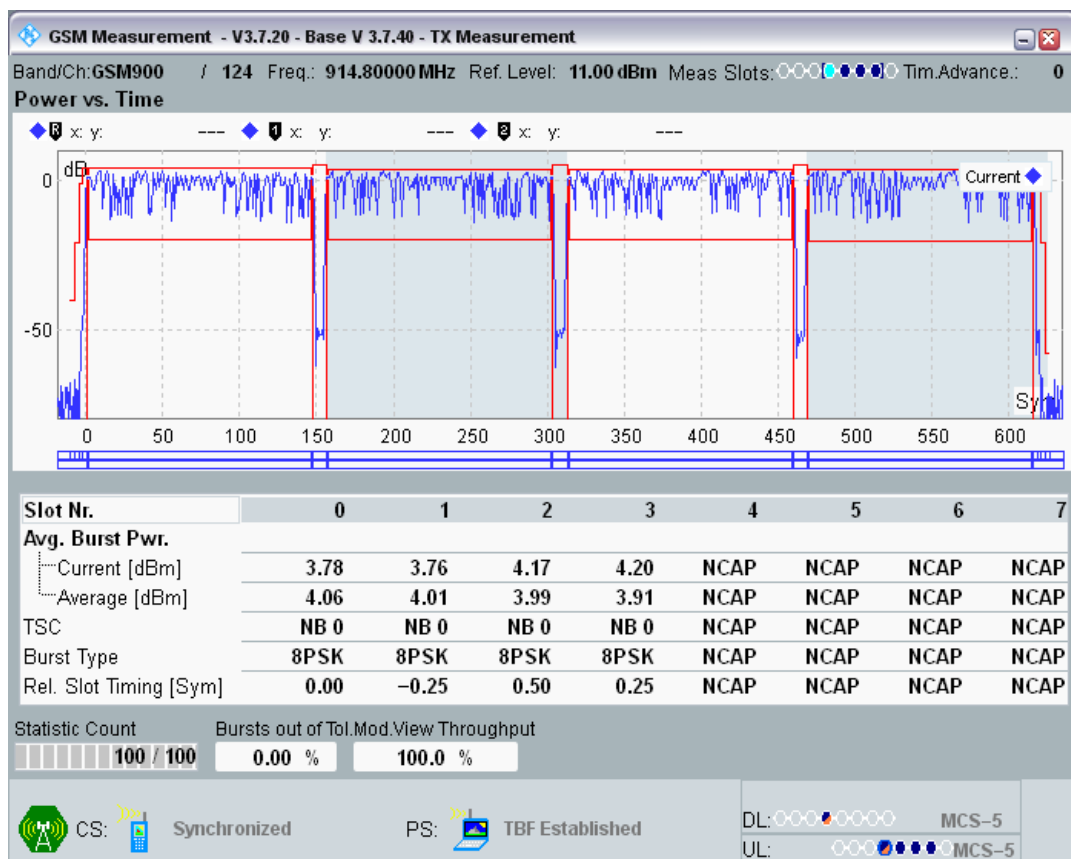 GSM Measurement - V3.7.20 - Base V 3.7.40 - TX Measurement
Band/Ch:GSM900 / 124 Freq.: 914.80000 MHz Ref. Level: 11.00 dBm Meas Slots: Tim.Advance.: 0
Power vs. Time
R x: y: --- 1 x: y: --- 2 x: y: ---
dB
Current
0
-50
Sym
0 50 100 150 200 250 300 350 400 450 500 550 600
Slot Nr. 0 1 2 3 4 5 6 7
Avg. Burst Pwr.
Current [dBm] 3.78 3.76 4.17 4.20 NCAP NCAP NCAP NCAP
Average [dBm] 4.06 4.01 3.99 3.91 NCAP NCAP NCAP NCAP
TSC NB 0 NB 0 NB 0 NB 0 NCAP NCAP NCAP NCAP
Burst Type 8PSK 8PSK 8PSK 8PSK NCAP NCAP NCAP NCAP
Rel. Slot Timing [Sym] 0.00 −0.25 0.50 0.25 NCAP NCAP NCAP NCAP
Statistic Count Bursts out of Tol.Mod.View Throughput
100 / 100 0.00 % 100.0 %
CS: Synchronized PS: TBF Established
DL: MCS−5
UL: MCS−5